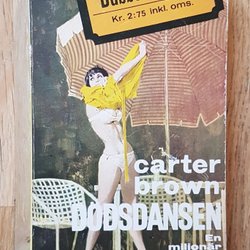 Kr. 2:75 inkl. oms.
carter
brown
DÖDSDANSEN
En
miljonär